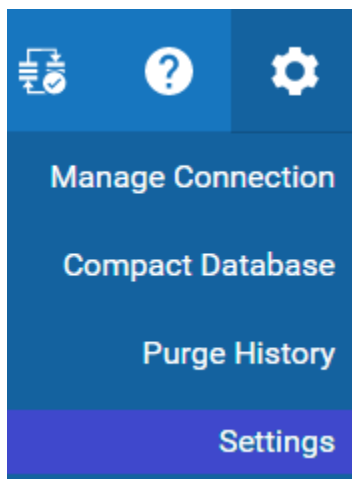 ?
Manage Connection
Compact Database
Purge History
Settings